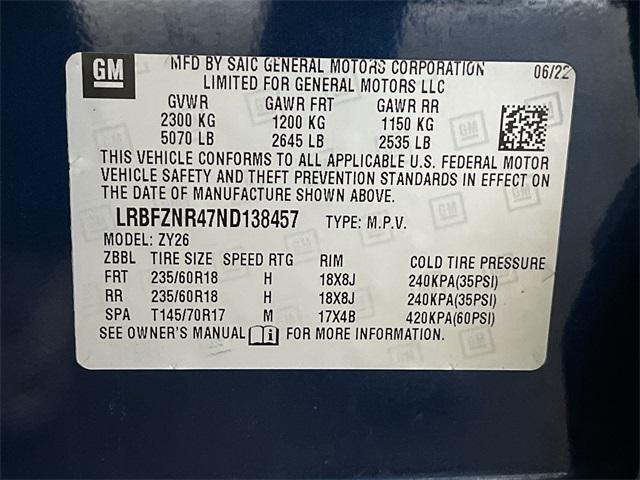 GM
MFD BY SAIC GENERAL MOTORS CORPORATION 06/22
LIMITED FOR GENERAL MOTORS LLC
GVWR GAWR FRT GAWR RR
2300 KG 1200 KG 1150 KG
5070 LB 2645 LB 2535 LB
THIS VEHICLE CONFORMS TO ALL APPLICABLE U.S. FEDERAL MOTOR
VEHICLE SAFETY AND THEFT PREVENTION STANDARDS IN EFFECT ON
THE DATE OF MANUFACTURE SHOWN ABOVE.
LRBFZNR47ND138457 TYPE: M.P.V.
MODEL: ZY26
ZBBL TIRE SIZE SPEED RTG RIM COLD TIRE PRESSURE
FRT 235/60R18 H 18X8J 240KPA(35PSI)
RR 235/60R18 H 18X8J 240KPA(35PSI)
SPA T145/70R17 M 17X4B 420KPA(60PSI)
SEE OWNER'S MANUAL FOR MORE INFORMATION.